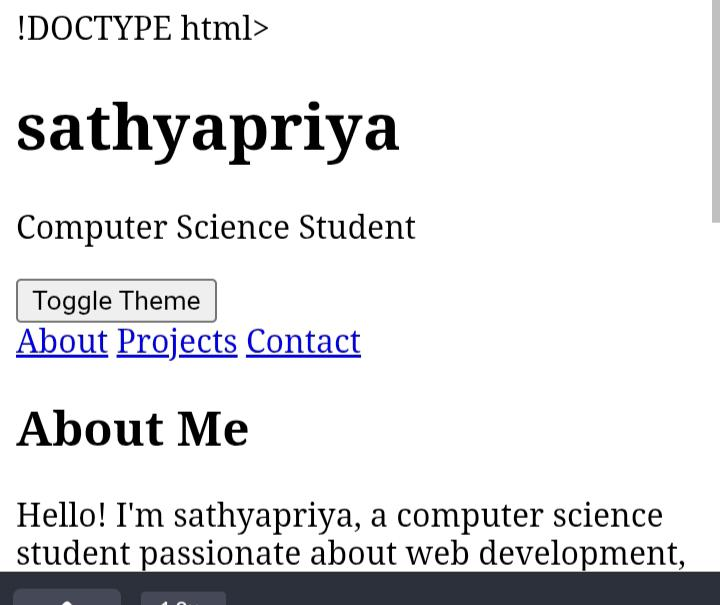 !DOCTYPE html>
sathyapriya
Computer Science Student
Toggle Theme
About Projects Contact
About Me
Hello! I'm sathyapriya, a computer science
student passionate about web development,